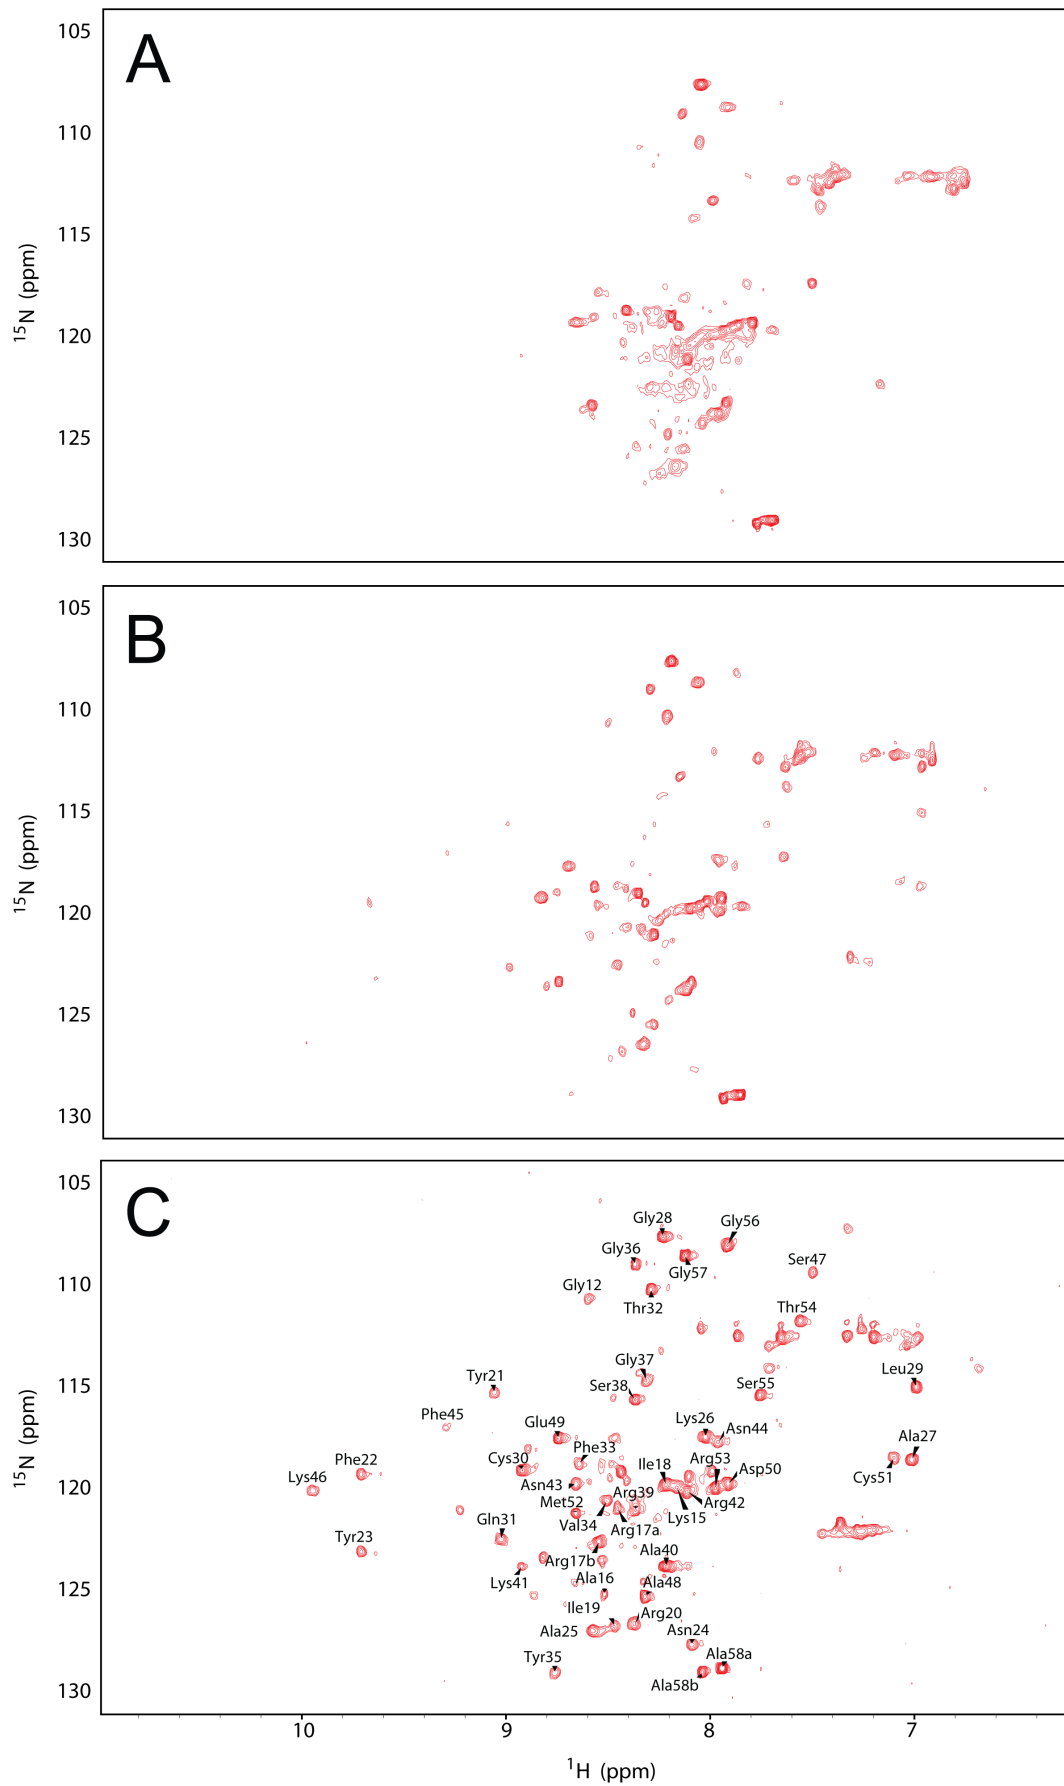 A
105
110
115
120
125
130
15N (ppm)
B
105
110
115
120
125
130
15N (ppm)
C
105
110
115
120
125
130
15N (ppm)
Gly28
Gly56
Gly36
Gly57
Ser47
Gly12
Thr32
Thr54
Gly37
Tyr21
Leu29
Ser38
Ser55
Phe45
Glu49
Lys26
Asn44
Ala27
Phe33
Phe22
Cys30
Ile18
Arg53
Asp50
Cys51
Lys46
Asn43
Arg39
Met52
Arg42
Gln31
Val34
Lys15
Arg17a
Tyr23
Arg17b
Ala40
Lys41
Ala16
Ala48
Ile19
Arg20
Ala25
Asn24
Tyr35
Ala58a
Ala58b
10 9 8 7
1H (ppm)